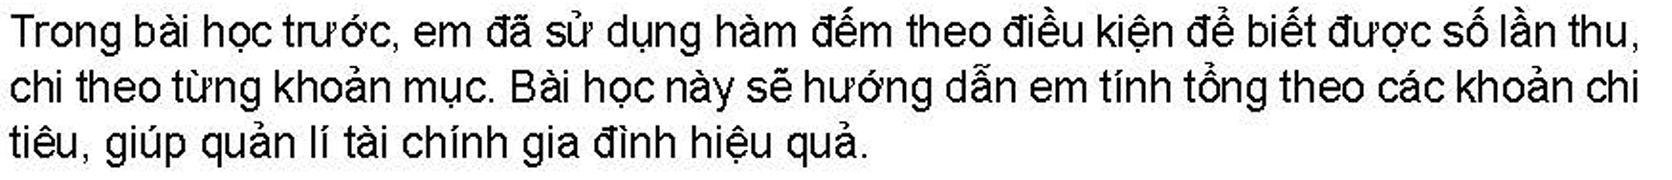 Trong bài học trước, em đã sử dụng hàm đếm theo điều kiện để biết được số lần thu,
chi theo từng khoản mục. Bài học này sẽ hướng dẫn em tính tổng theo các khoản chi
tiêu, giúp quản lí tài chính gia đình hiệu quả.